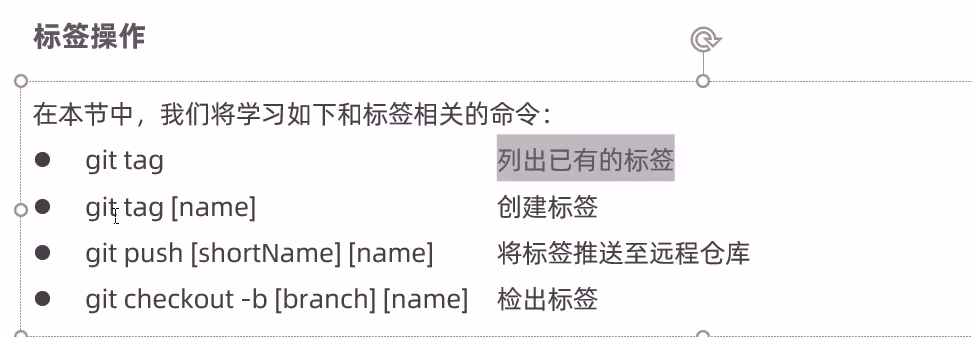 标签操作
在本节中，我们将学习如下和标签相关的命令：
● git tag 列出已有的标签
● git tag [name] 创建标签
● git push [shortName] [name] 将标签推送至远程仓库
● git checkout -b [branch] [name] 检出标签